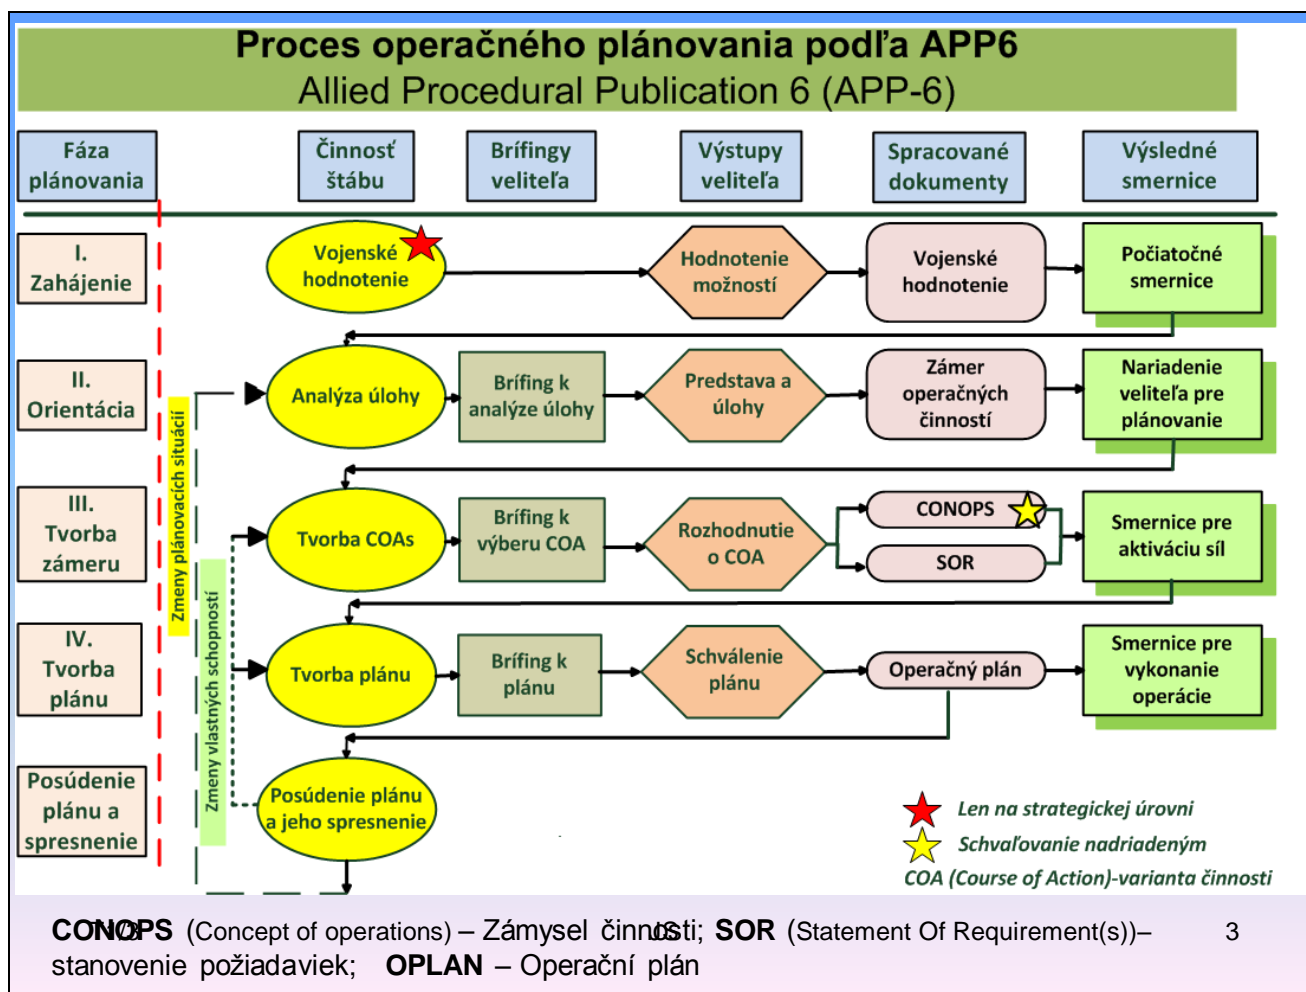 Proces operačného plánovania podľa APP6
Allied Procedural Publication 6 (APP-6)
Fáza
plánovania
Činnosť
štábu
Brífingy
veliteľa
Výstupy
veliteľa
Spracované
dokumenty
Výsledné
smernice
I.
Zahájenie
Vojenské
hodnotenie
Hodnotenie
možností
Vojenské
hodnotenie
Počiatočné
smernice
II.
Orientácia
Analýza úlohy
Brífing k
analýze úlohy
Predstava a
úlohy
Zámer
operačných
činností
Nariadenie
veliteľa pre
plánovanie
Zmeny plánovacích situácií
III.
Tvorba
zámeru
Tvorba COAs
Brífing k
výberu COA
Rozhodnutie
o COA
CONOPS
SOR
Smernice pre
aktiváciu síl
Zmeny vlastných schopností
IV.
Tvorba
plánu
Tvorba plánu
Brífing k
plánu
Schválenie
plánu
Operačný plán
Smernice pre
vykonanie
operácie
Posúdenie
plánu a
spresnenie
Posúdenie plánu
a jeho spresnenie
Len na strategickej úrovni
Schvaľovanie nadriadeným
COA (Course of Action)-varianta činnosti
CONOPS (Concept of operations) – Zámysel činnosti; SOR (Statement Of Requirement(s))– 3
stanovenie požiadaviek; OPLAN – Operační plán